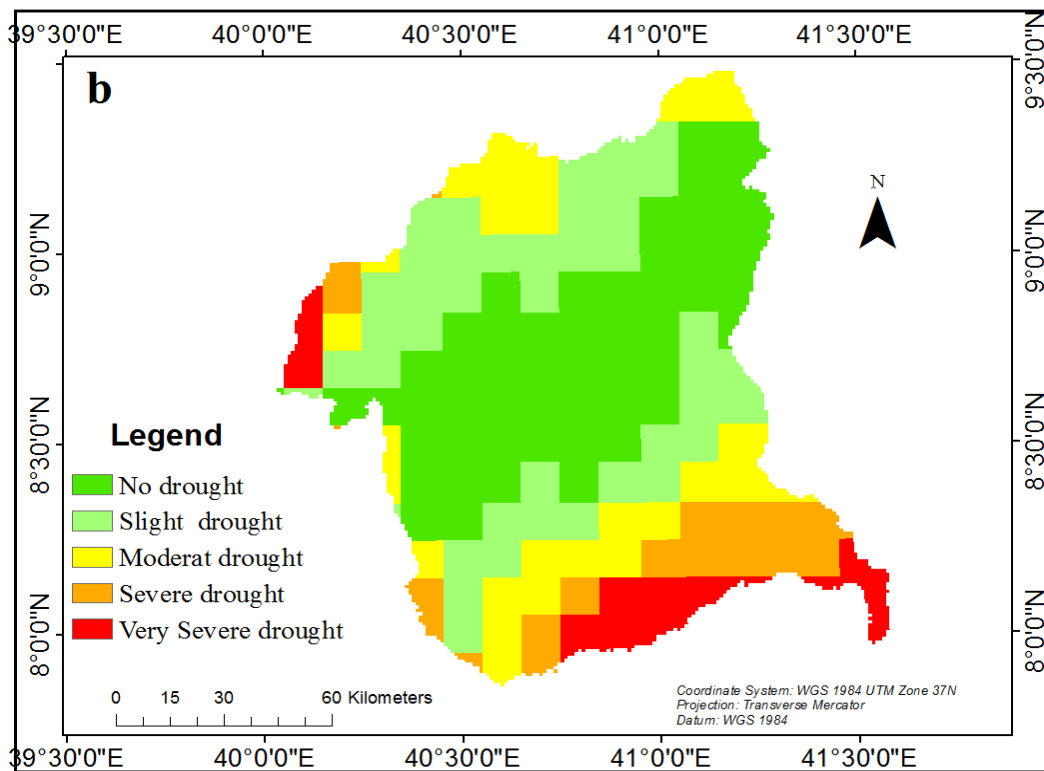 39°30'0"E 40°0'0"E 40°30'0"E 41°0'0"E 41°30'0"E
b
N
9°30'0"N
9°0'0"N
8°30'0"N
8°0'0"N
9°0'0"N
8°30'0"N
8°0'0"N
Legend
No drought
Slight drought
Moderat drought
Severe drought
Very Severe drought
0 15 30 60 Kilometers
Coordinate System: WGS 1984 UTM Zone 37N
Projection: Transverse Mercator
Datum: WGS 1984
39°30'0"E 40°0'0"E 40°30'0"E 41°0'0"E 41°30'0"E